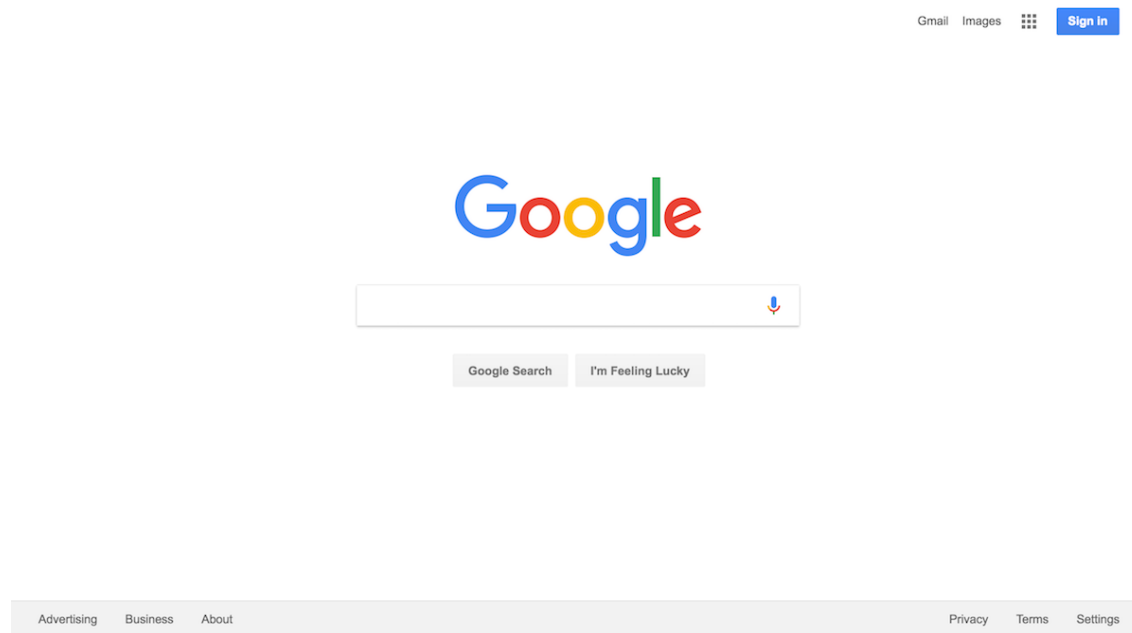 Gmail Images Sign in
Google
Google Search I'm Feeling Lucky
Advertising Business About Privacy Terms Settings